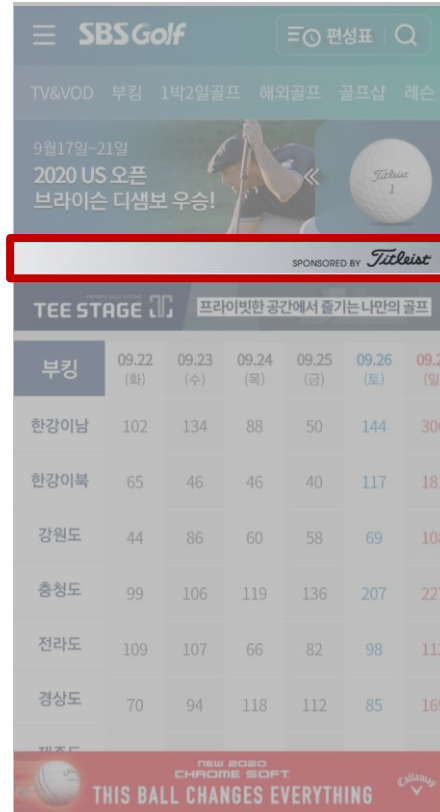 SBS Golf 편성표
TV&VOD 부킹 1박2일골프 해외골프 골프샵 레슨
9월17일~21일
2020 US 오픈
브라이슨 디샘보 우승!
Titleist
1
SPONSORED BY Titleist
TEE STAGE 프라이빗한 공간에서 즐기는 나만의 골프
부킹 09.22 09.23 09.24 09.25 09.26
(화) (수) (목) (금) (토) (일
한강이남 102 134 88 50 144
한강이북 65 46 46 40 117
강원도 44 86 60 58 69
충청도 99 106 119 136 207
전라도 109 107 66 82 98
경상도 70 94 118 112 85
NEW 2020
CHROME SOFT
THIS BALL CHANGES EVERYTHING Callaway